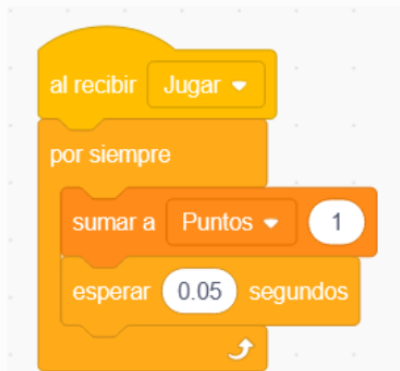 al recibir Jugar
por siempre
sumar a Puntos 1
esperar 0.05 segundos